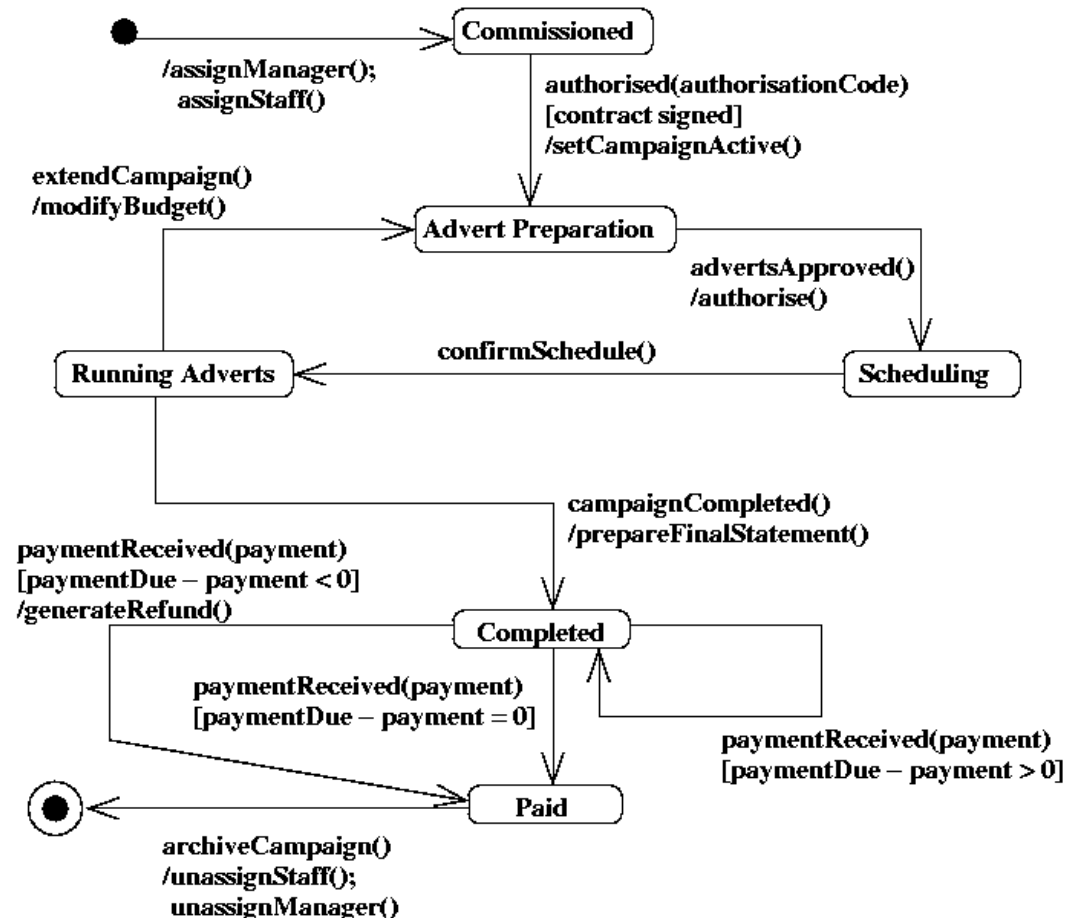 Commissioned
/assignManager();
assignStaff()
authorised(authorisationCode)
[contract signed]
/setCampaignActive()
extendCampaign()
/modifyBudget()
Advert Preparation
advertsApproved()
/authorise()
confirmSchedule()
Running Adverts
Scheduling
campaignCompleted()
/prepareFinalStatement()
paymentReceived(payment)
[paymentDue – payment < 0]
/generateRefund()
Completed
paymentReceived(payment)
[paymentDue – payment = 0]
paymentReceived(payment)
[paymentDue – payment > 0]
Paid
archiveCampaign()
/unassignStaff();
unassignManager()